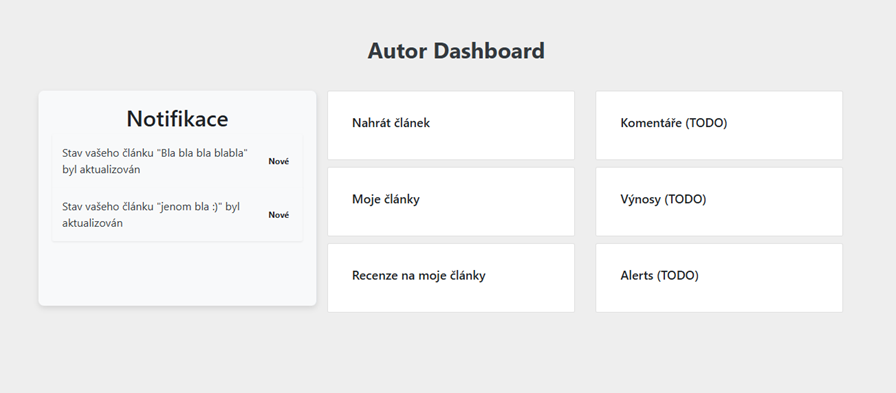 Autor Dashboard
Notifikace
Stav vašeho článku "Bla bla bla blabla"
byl aktualizován
Nové
Stav vašeho článku "jenom bla :)" byl
aktualizován
Nové
Nahrát článek
Komentáře (TODO)
Moje články
Výnosy (TODO)
Recenze na moje články
Alerts (TODO)